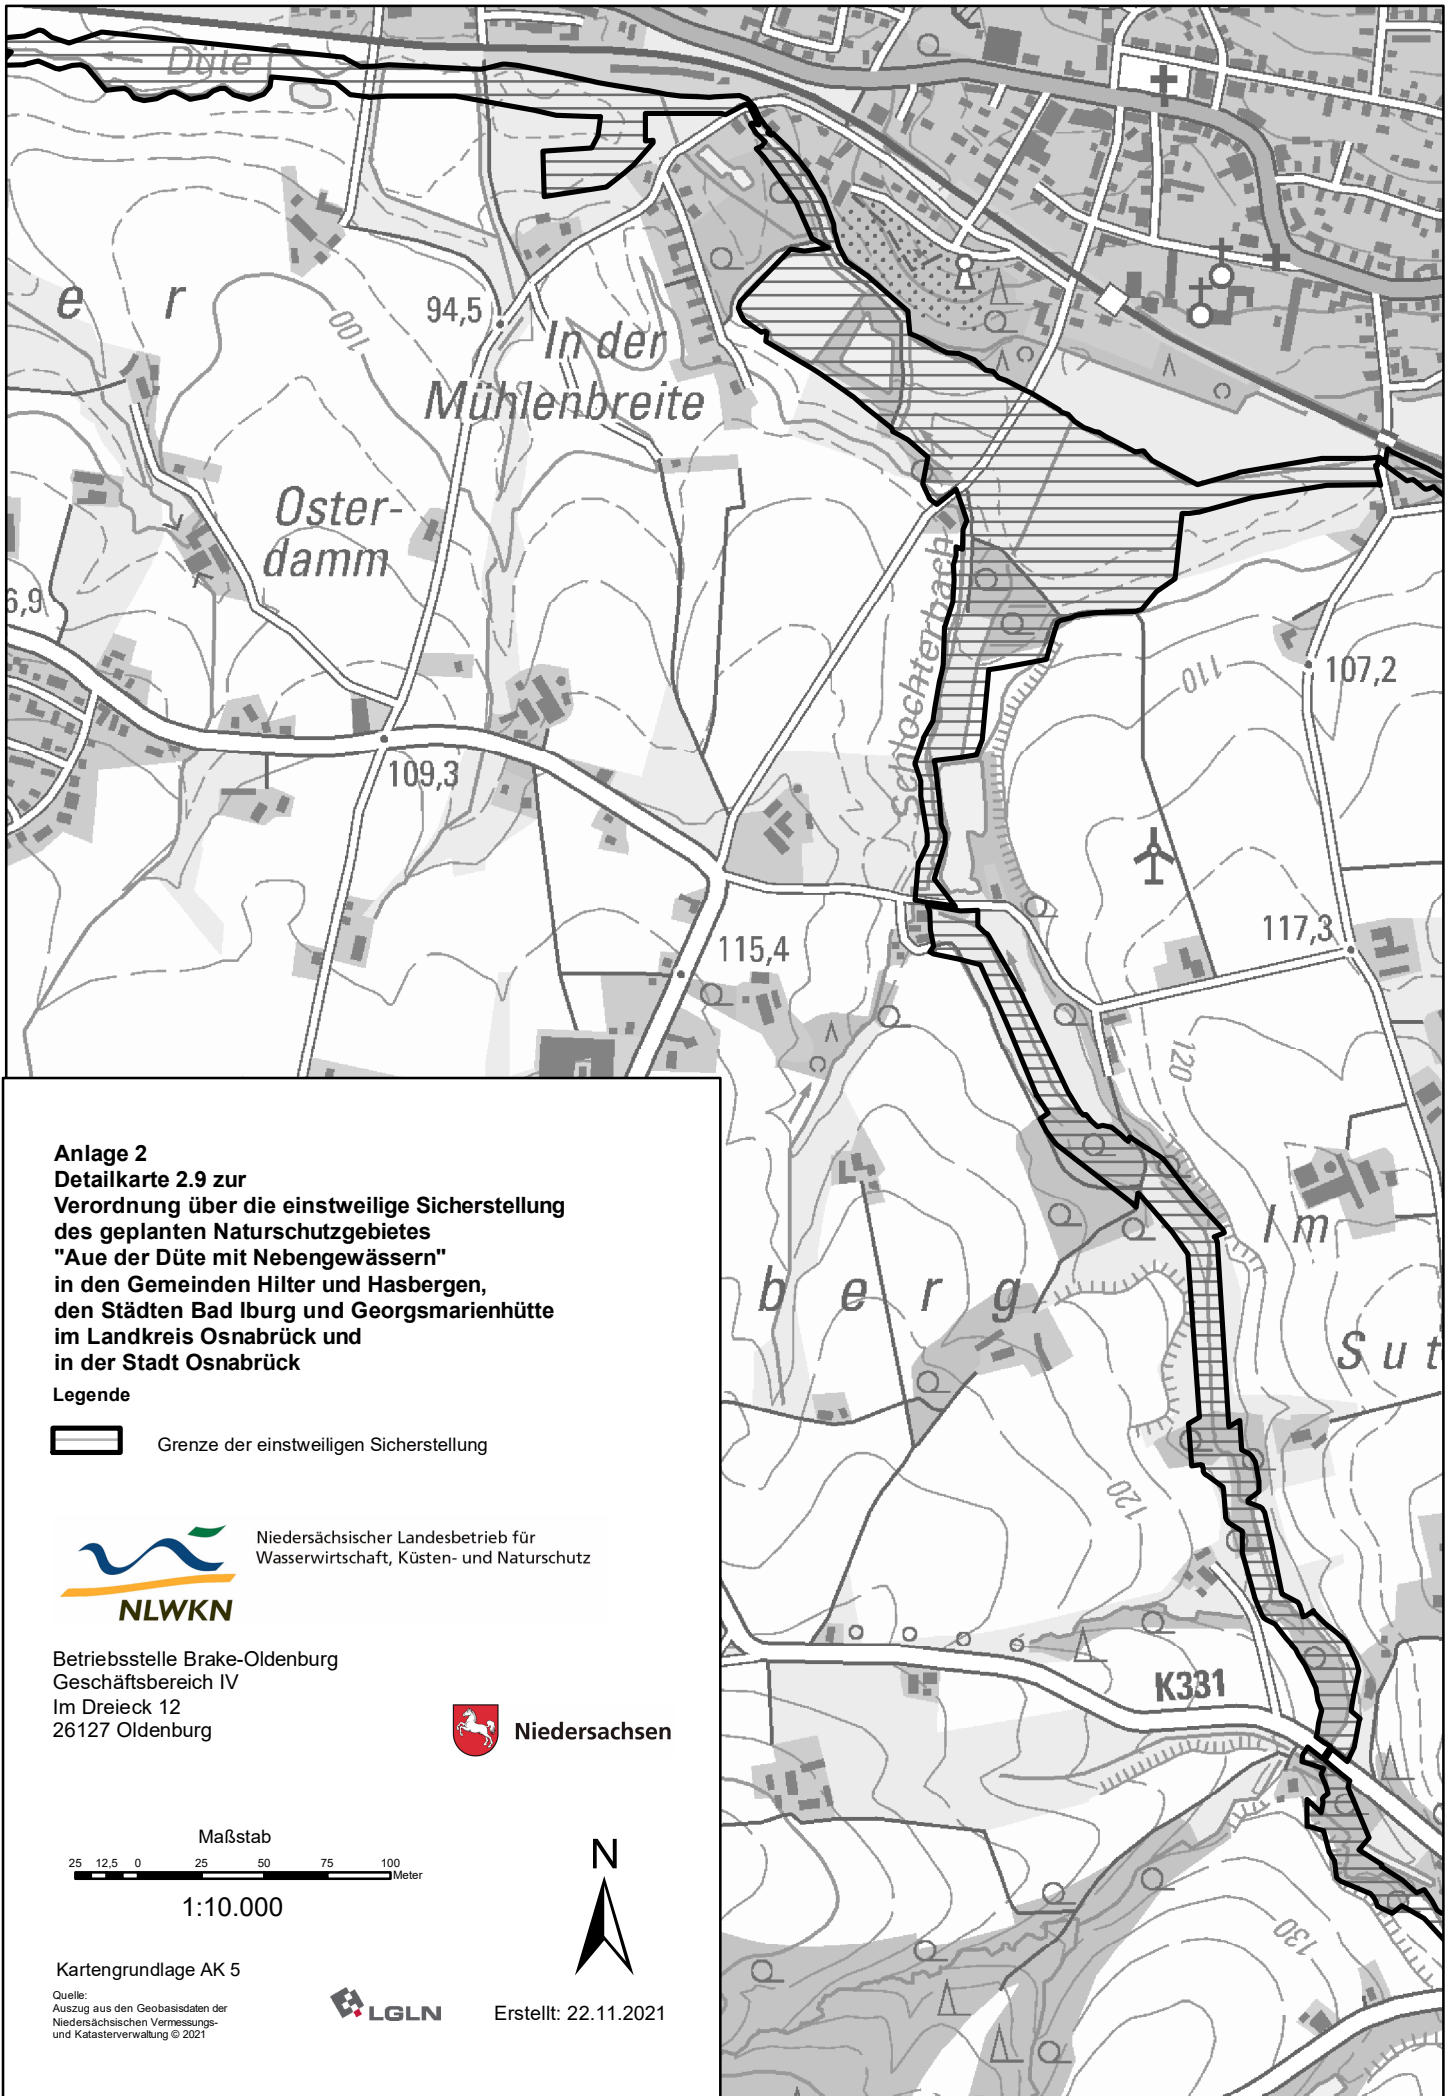 Düte
e r
100
94,5
In der
Mühlenbreite
Oster-
damm
6,9
Schlochterbach
110
107,2
109,3
115,4
117,3
120
Im
berg
Sut
120
K331
130
Anlage 2
Detailkarte 2.9 zur
Verordnung über die einstweilige Sicherstellung
des geplanten Naturschutzgebietes
"Aue der Düte mit Nebengewässern"
in den Gemeinden Hilter und Hasbergen,
den Städten Bad Iburg und Georgsmarienhütte
im Landkreis Osnabrück und
in der Stadt Osnabrück
Legende
Grenze der einstweiligen Sicherstellung
Niedersächsischer Landesbetrieb für
Wasserwirtschaft, Küsten- und Naturschutz
NLWKN
Betriebsstelle Brake-Oldenburg
Geschäftsbereich IV
Im Dreieck 12
26127 Oldenburg
Niedersachsen
Maßstab
25 12,5 0 25 50 75 100
Meter
1:10.000
N
Kartengrundlage AK 5
Quelle:
Auszug aus den Geobasisdaten der
Niedersächsischen Vermessungs-
und Katasterverwaltung © 2021
LGLN
Erstellt: 22.11.2021